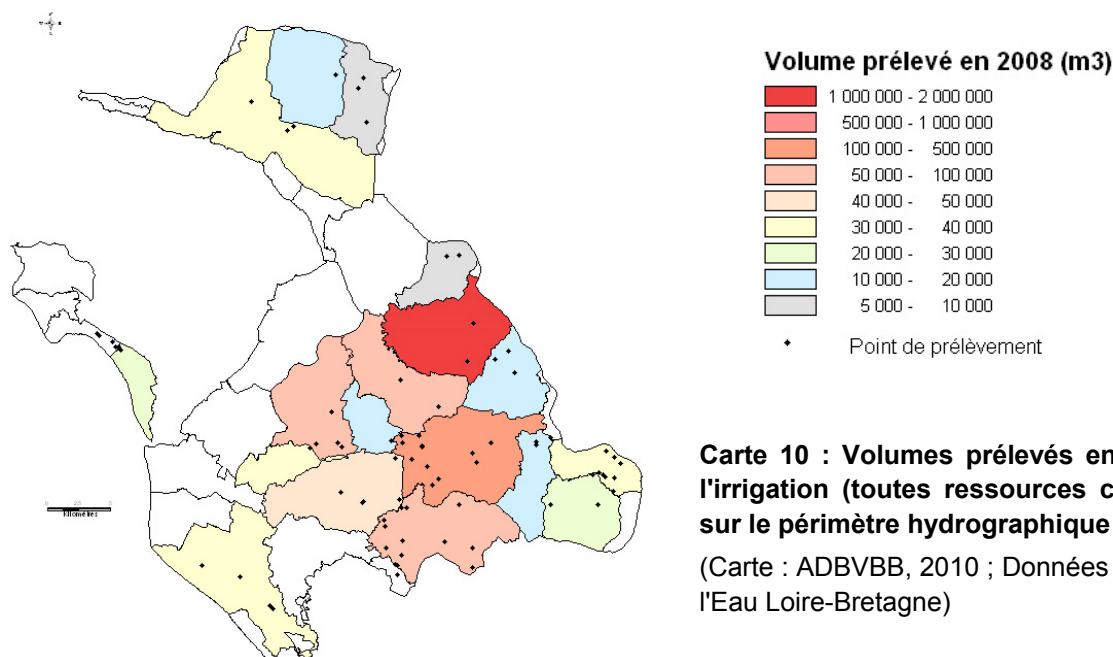 Volume prélevé en 2008 (m3)
1 000 000 - 2 000 000
500 000 - 1 000 000
100 000 - 500 000
50 000 - 100 000
40 000 - 50 000
30 000 - 40 000
20 000 - 30 000
10 000 - 20 000
5 000 - 10 000
Point de prélèvement
Carte 10 : Volumes prélevés en
l'irrigation (toutes ressources c
sur le périmètre hydrographique
(Carte : ADBVBB, 2010 ; Données
l'Eau Loire-Bretagne)
Kilomètres